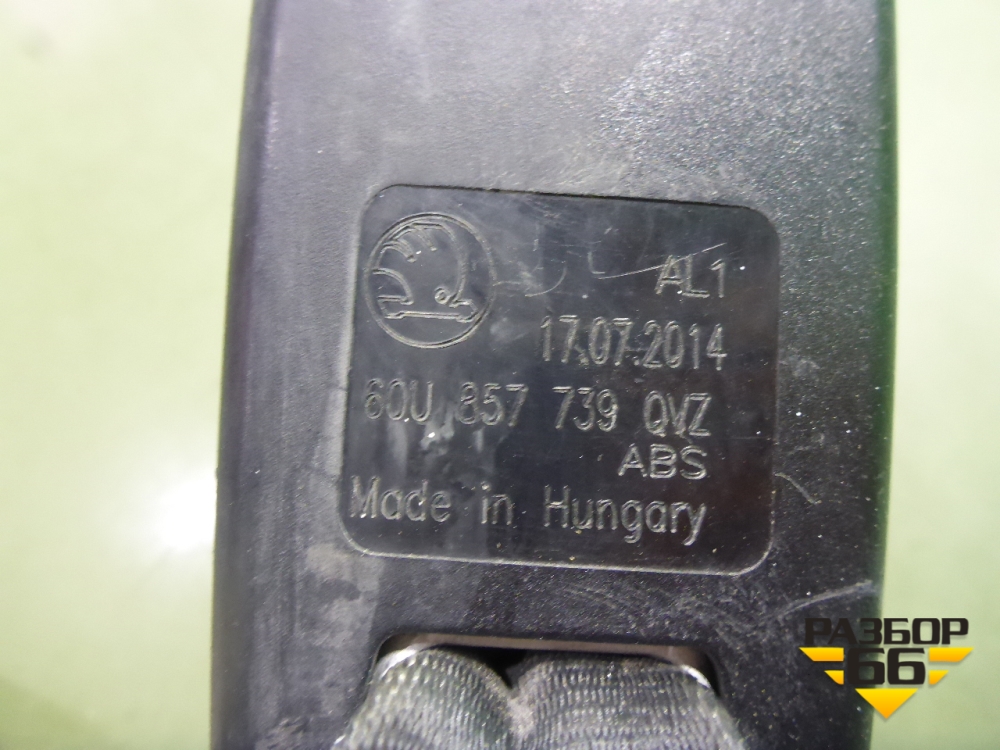 AL1
17.07.2014
6QU 857 739 QVZ
ABS
Made in Hungary
РАЗБОР
66